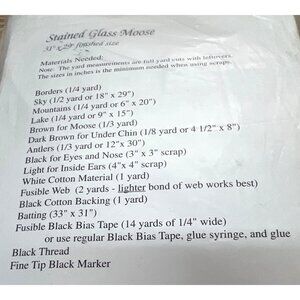 Stained Glass Moose
31" x 29" finished size
Materials Needed:
Note: The yard measurements are full yard cuts with leftovers.
The sizes in inches is the minimum needed when using scraps.
Borders (1/4 yard)
Sky (1/2 yard or 18" x 29")
Mountains (1/4 yard or 6" x 20")
Lake (1/4 yard or 9" x 15")
Brown for Moose (1/3 yard)
Dark Brown for Under Chin (1/8 yard or 4 1/2" x 8")
Antlers (1/3 yard or 12"x 30")
Black for Eyes and Nose (3" x 3" scrap)
Light for Inside Ears (4"x 4" scrap)
White Cotton Material (1 yard)
Fusible Web (2 yards - lighter bond of web works best)
Black Cotton Backing (1 yard)
Batting (33" x 31")
Fusible Black Bias Tape (14 yards of 1/4" wide)
or use regular Black Bias Tape, glue syringe, and glue
Black Thread
Fine Tip Black Marker